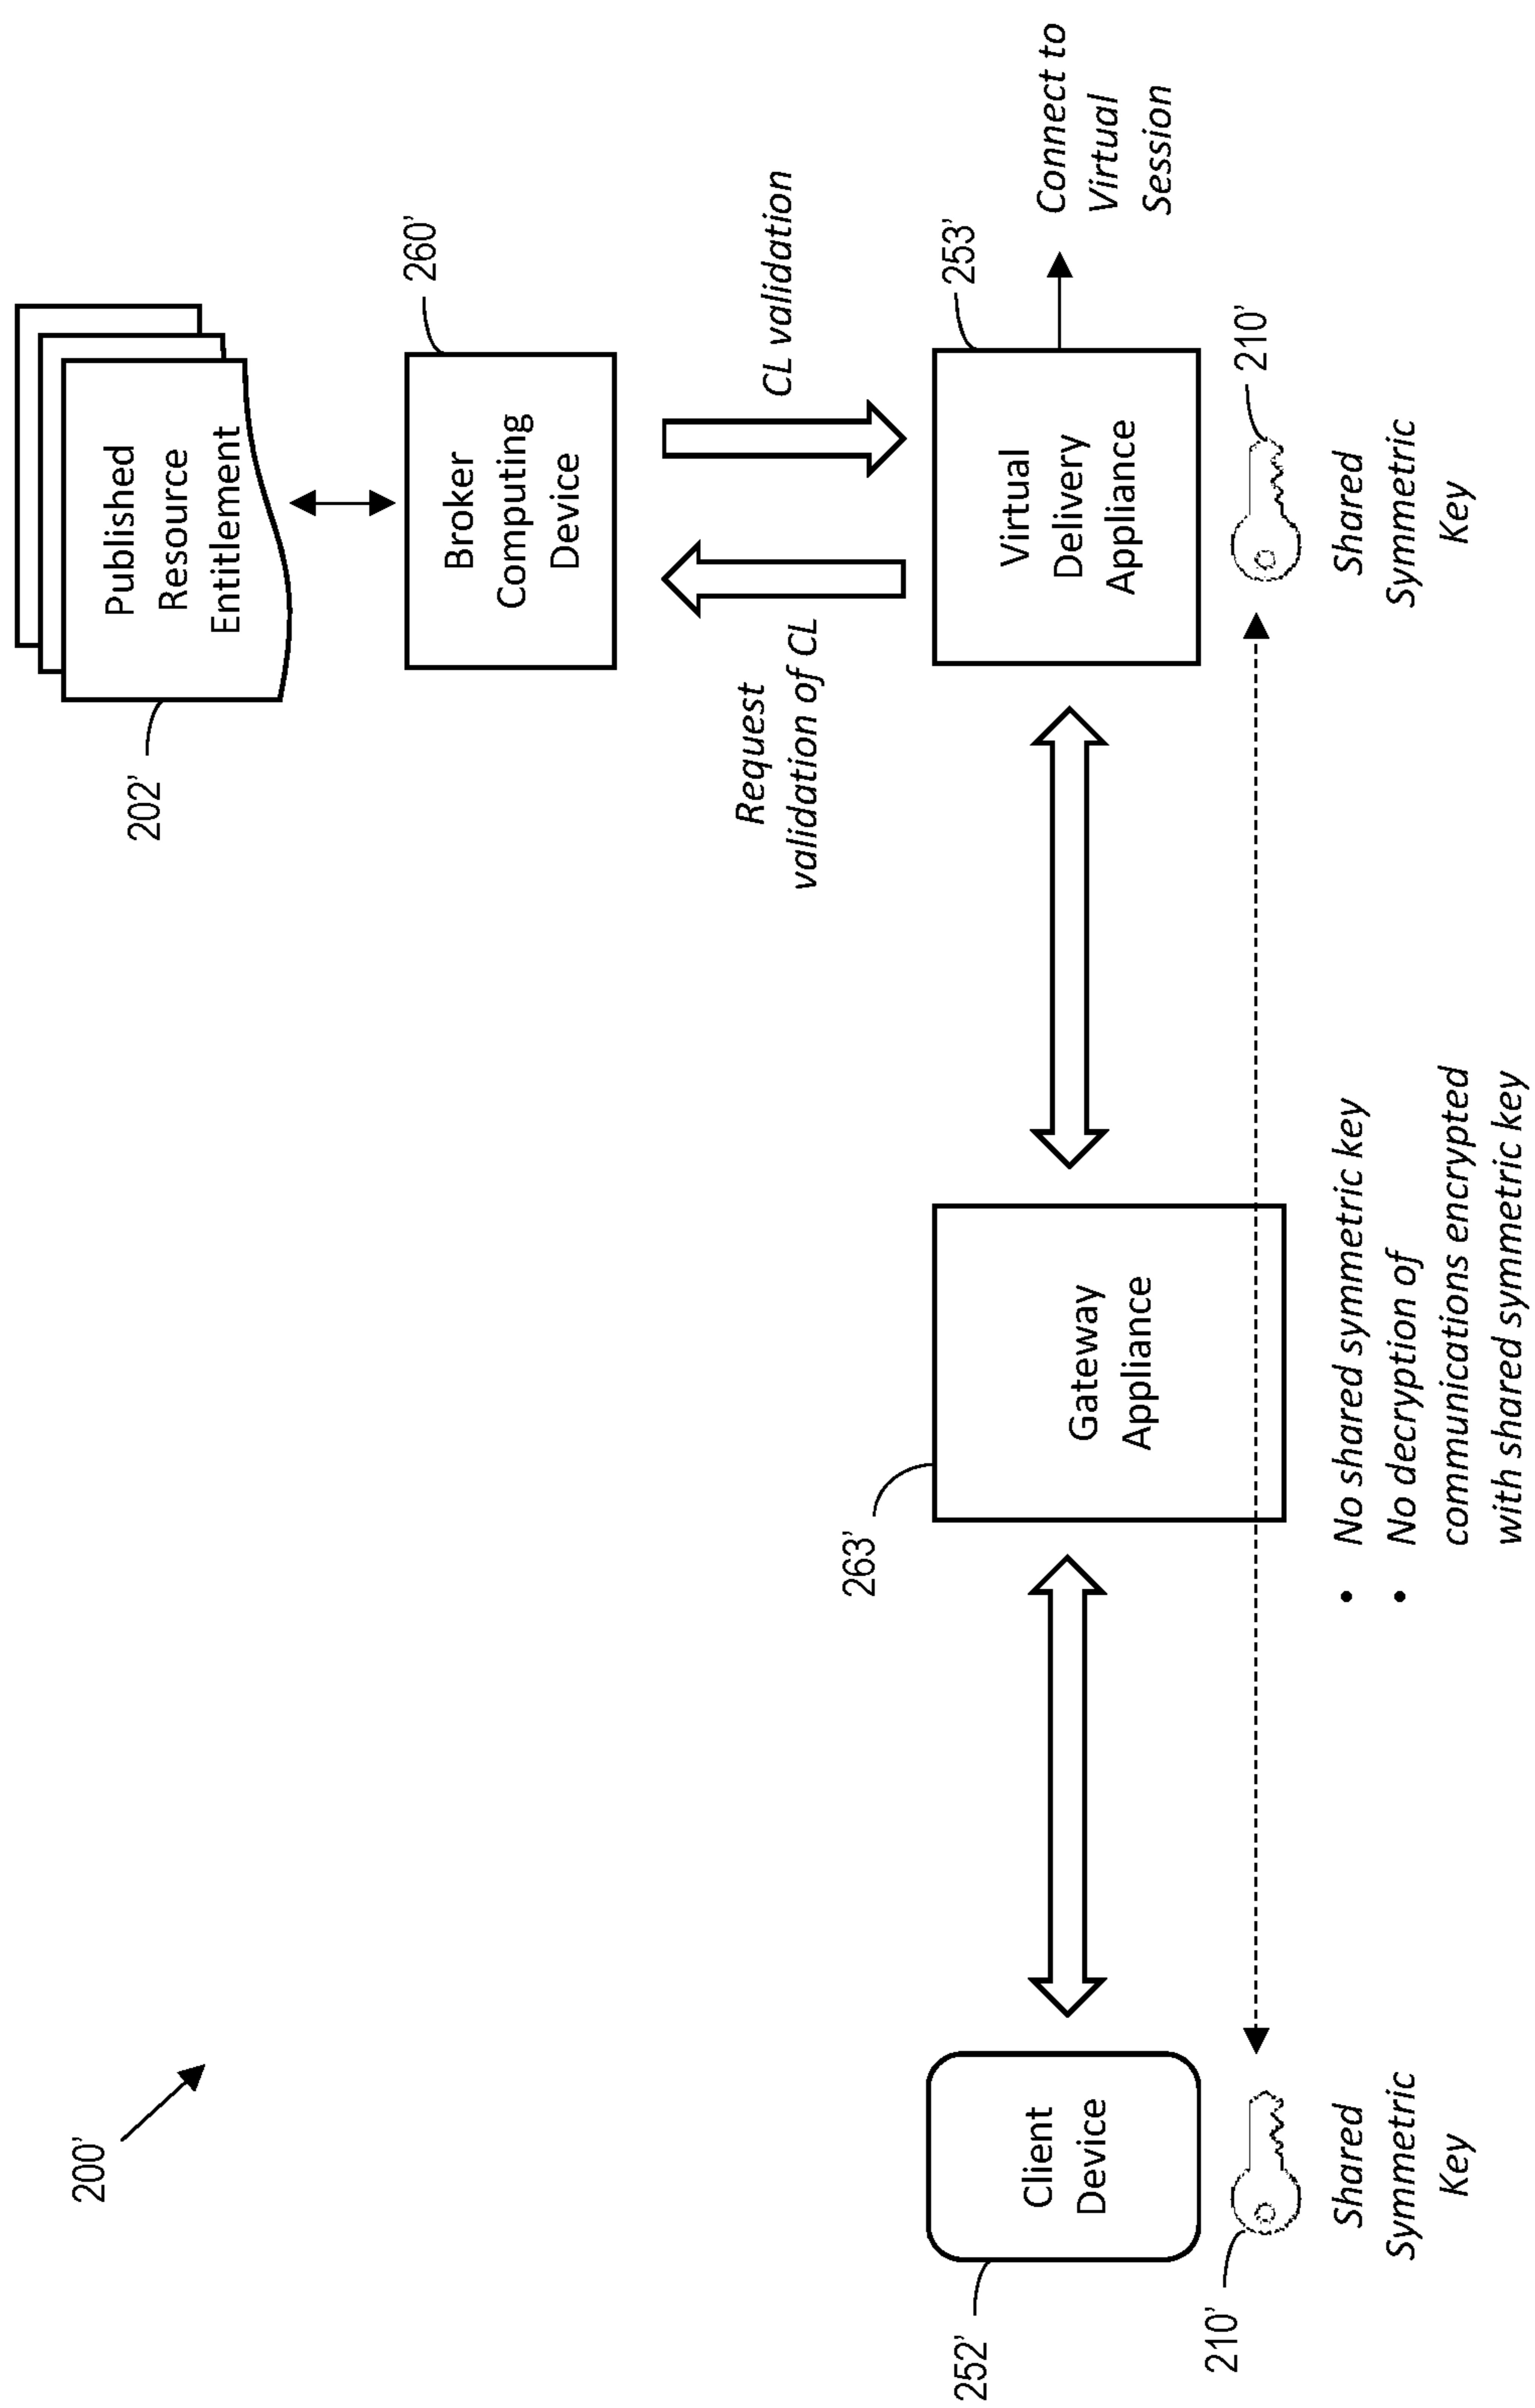 200’
202’
Published
Resource
Entitlement
260’
Broker
Computing
Device
Request
validation of CL
CL validation
252’
Client
Device
263’
Gateway
Appliance
253’
Virtual
Delivery
Appliance
Connect to
Virtual
Session
210’
Shared
Symmetric
Key
• No shared symmetric key
• No decryption of
communications encrypted
with shared symmetric key
210’
Shared
Symmetric
Key